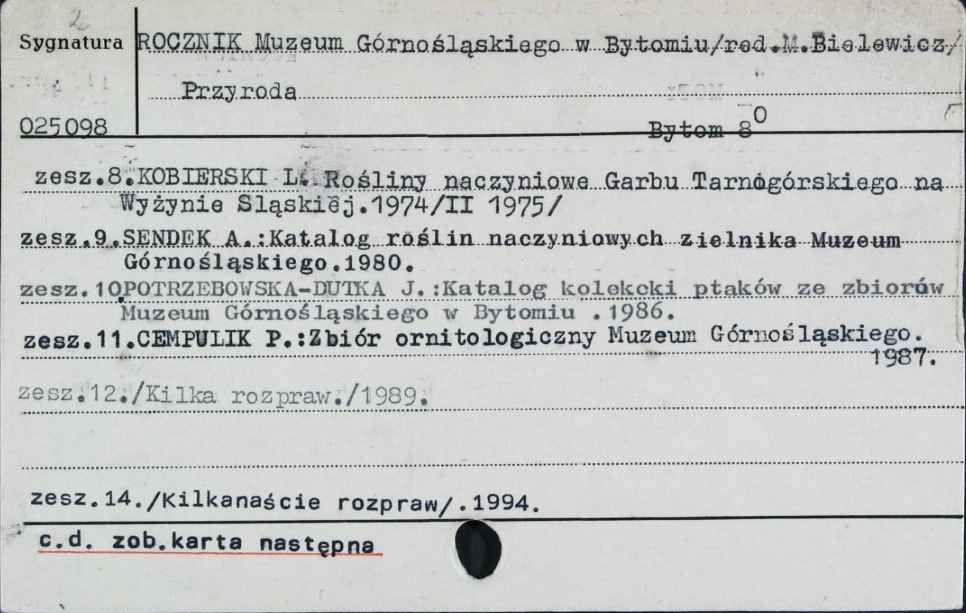 2
Sygnatura ROCZNIK Muzeum Górnośląskiego w Bytomiu/red.M.Bielewicz/
Przyroda
025098 Bytom 8⁰
zesz.8.KOBIERSKI L. Rośliny naczyniowe Garbu Tarnogórskiego na
Wyżynie Śląskiej.1974/II 1975/
zesz.9.SENDEK A.:Katalog roślin naczyniowych zielnika Muzeum
Górnośląskiego.1980.
zesz.10.POTRZEBOWSKA-DUTKA J.:Katalog kolekcki ptaków ze zbiorów
Muzeum Górnośląskiego w Bytomiu .1986.
zesz.11.CEMPULIK P.:Zbiór ornitologiczny Muzeum Górnośląskiego.
1987.
zesz.12./Kilka rozpraw./1989.
zesz.14./Kilkanaście rozpraw/.1994.
c.d. zob.karta następna